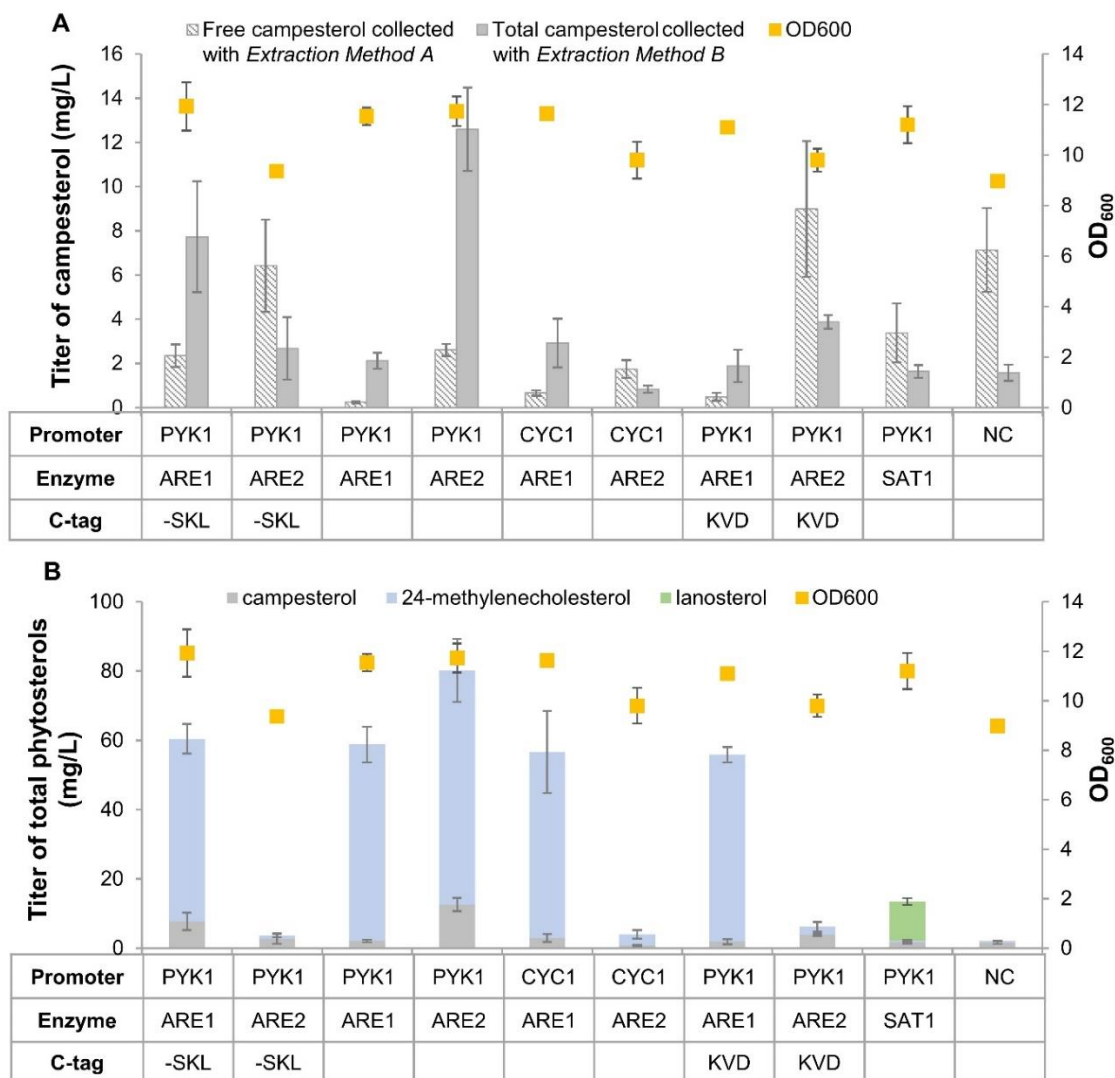 A
Free campesterol collected with Extraction Method A
Total campesterol collected with Extraction Method B
OD600
Titer of campesterol (mg/L)
16
14
12
10
8
6
4
2
0
14
12
10
8
6
4
2
0
OD600
Promoter PYK1 PYK1 PYK1 PYK1 CYC1 CYC1 PYK1 PYK1 PYK1 NC
Enzyme ARE1 ARE2 ARE1 ARE2 ARE1 ARE2 ARE1 ARE2 SAT1
C-tag -SKL -SKL KVD KVD
B
campesterol 24-methylenecholesterol lanosterol OD600
Titer of total phytosterols
(mg/L)
100
80
60
40
20
0
14
12
10
8
6
4
2
0
OD600
Promoter PYK1 PYK1 PYK1 PYK1 CYC1 CYC1 PYK1 PYK1 PYK1 NC
Enzyme ARE1 ARE2 ARE1 ARE2 ARE1 ARE2 ARE1 ARE2 SAT1
C-tag -SKL -SKL KVD KVD